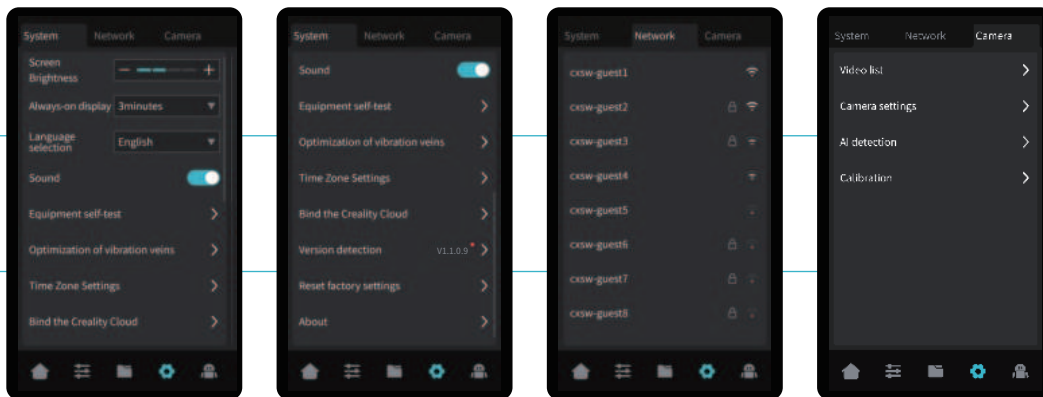 System Network Camera
Screen
Brightness
Always-on display 3minutes
Language
selection English
Sound
Equipment self-test
Optimization of vibration veins
Time Zone Settings
Bind the Creality Cloud
System Network Camera
Sound
Equipment self-test
Optimization of vibration veins
Time Zone Settings
Bind the Creality Cloud
Version detection V1.1.0.9
Reset factory settings
About
System Network Camera
cxsw-guest1
cxsw-guest2
cxsw-guest3
cxsw-guest4
cxsw-guest5
cxsw-guest6
cxsw-guest7
cxsw-guest8
System Network Camera
Video list
Camera settings
AI detection
Calibration